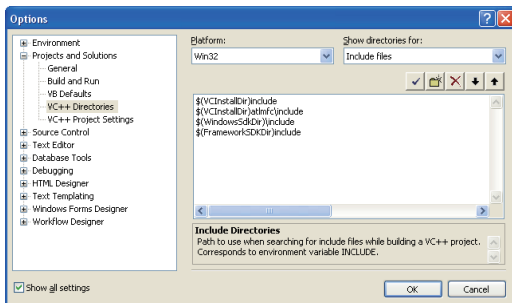 Options
Environment
Projects and Solutions
General
Build and Run
VB Defaults
VC++ Directories
VC++ Project Settings
Source Control
Text Editor
Database Tools
Debugging
HTML Designer
Text Templating
Windows Forms Designer
Workflow Designer
Show all settings
Platform:
Win32
Show directories for:
Include files
$(VCInstallDir)include
$(VCInstallDir)atlmfc\include
$(WindowsSdkDir)\include
$(FrameworkSDKDir)include
Include Directories
Path to use when searching for include files while building a VC++ project.
Corresponds to environment variable INCLUDE.
OK
Cancel